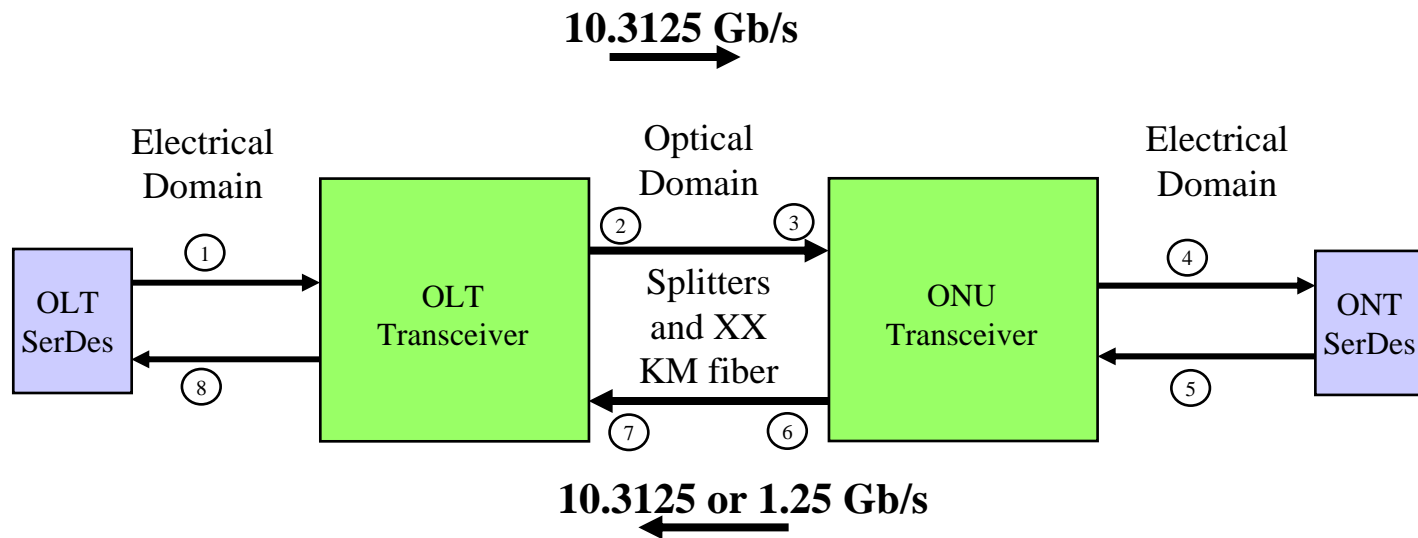 10.3125 Gb/s
Electrical
Domain
Optical
Domain
Electrical
Domain
1
2
3
4
OLT
SerDes
OLT
Transceiver
Splitters
and XX
KM fiber
ONU
Transceiver
ONT
SerDes
8
7
6
5
10.3125 or 1.25 Gb/s